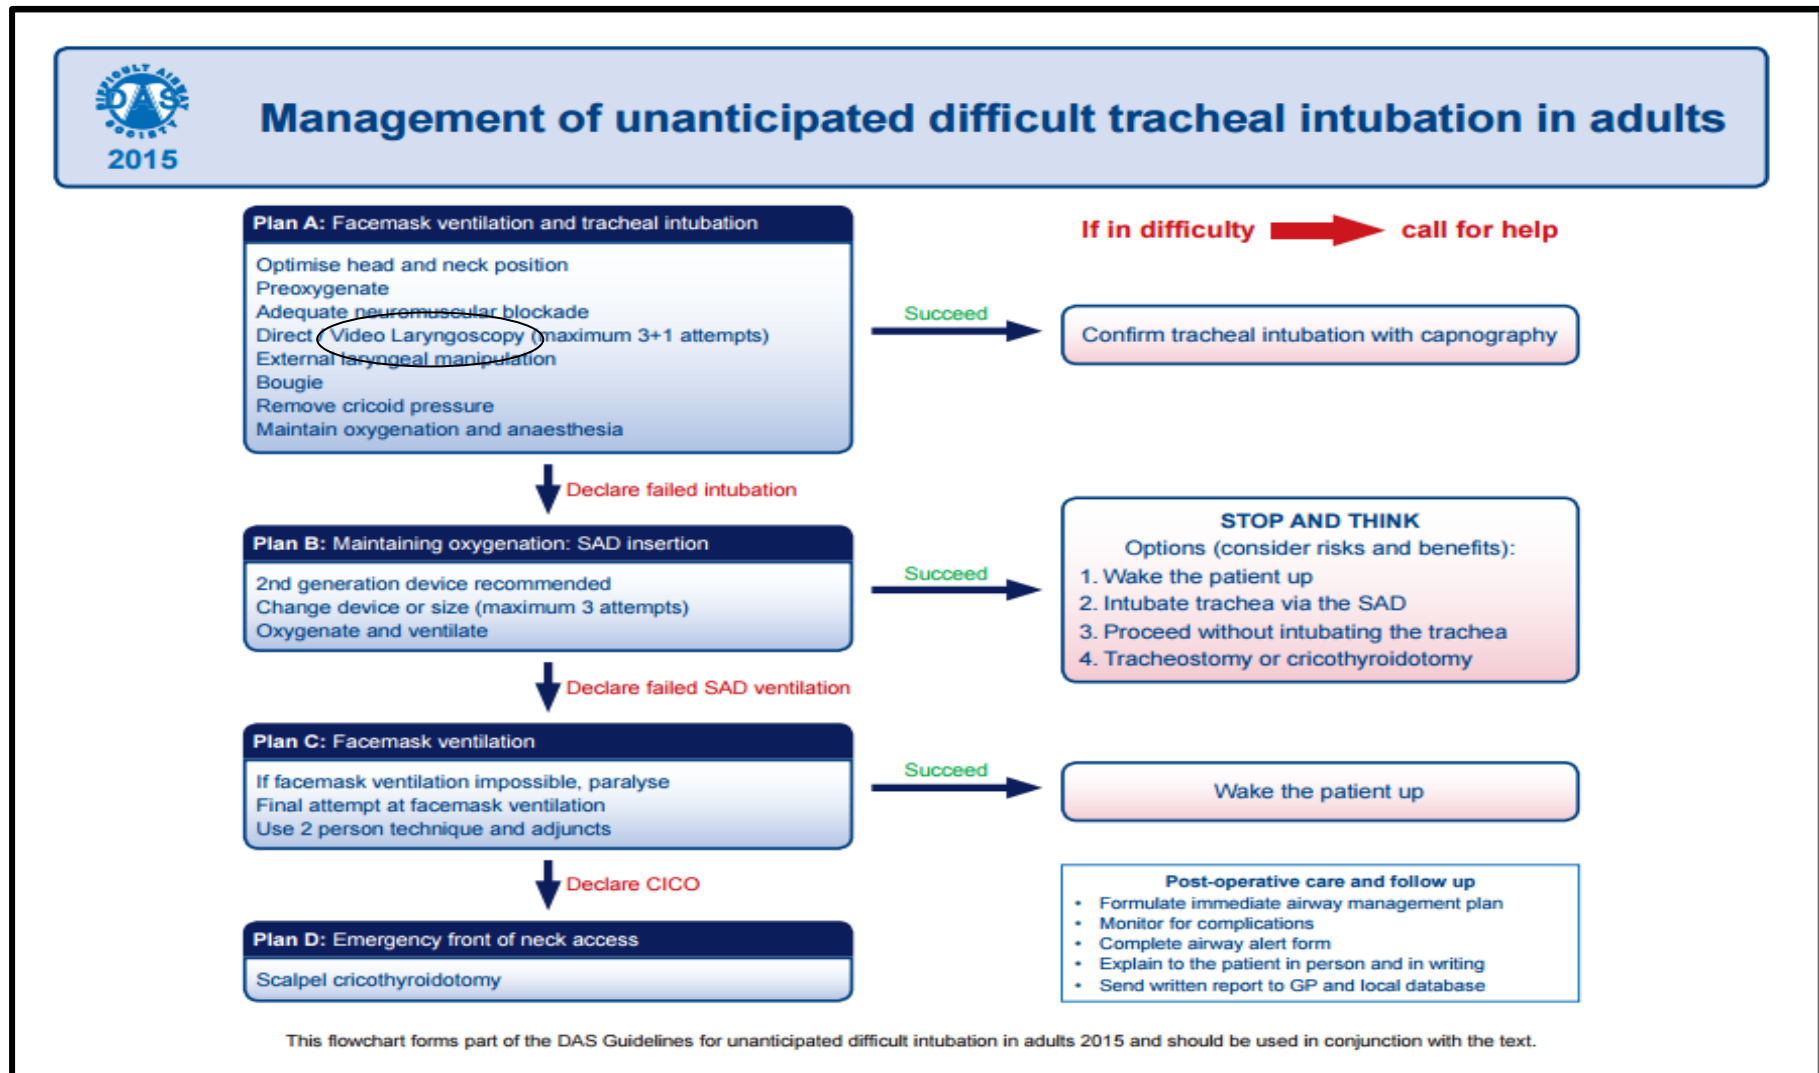 DIFFICULT AIRWAY
DAS
SOCIETY
2015
Management of unanticipated difficult tracheal intubation in adults
Plan A: Facemask ventilation and tracheal intubation
Optimise head and neck position
Preoxygenate
Adequate neuromuscular blockade
Direct / Video Laryngoscopy (maximum 3+1 attempts)
External laryngeal manipulation
Bougie
Remove cricoid pressure
Maintain oxygenation and anaesthesia
Succeed
If in difficulty call for help
Confirm tracheal intubation with capnography
Declare failed intubation
Plan B: Maintaining oxygenation: SAD insertion
2nd generation device recommended
Change device or size (maximum 3 attempts)
Oxygenate and ventilate
Succeed
STOP AND THINK
Options (consider risks and benefits):
1. Wake the patient up
2. Intubate trachea via the SAD
3. Proceed without intubating the trachea
4. Tracheostomy or cricothyroidotomy
Declare failed SAD ventilation
Plan C: Facemask ventilation
If facemask ventilation impossible, paralyse
Final attempt at facemask ventilation
Use 2 person technique and adjuncts
Succeed
Wake the patient up
Declare CICO
Plan D: Emergency front of neck access
Scalpel cricothyroidotomy
Post-operative care and follow up
• Formulate immediate airway management plan
• Monitor for complications
• Complete airway alert form
• Explain to the patient in person and in writing
• Send written report to GP and local database
This flowchart forms part of the DAS Guidelines for unanticipated difficult intubation in adults 2015 and should be used in conjunction with the text.